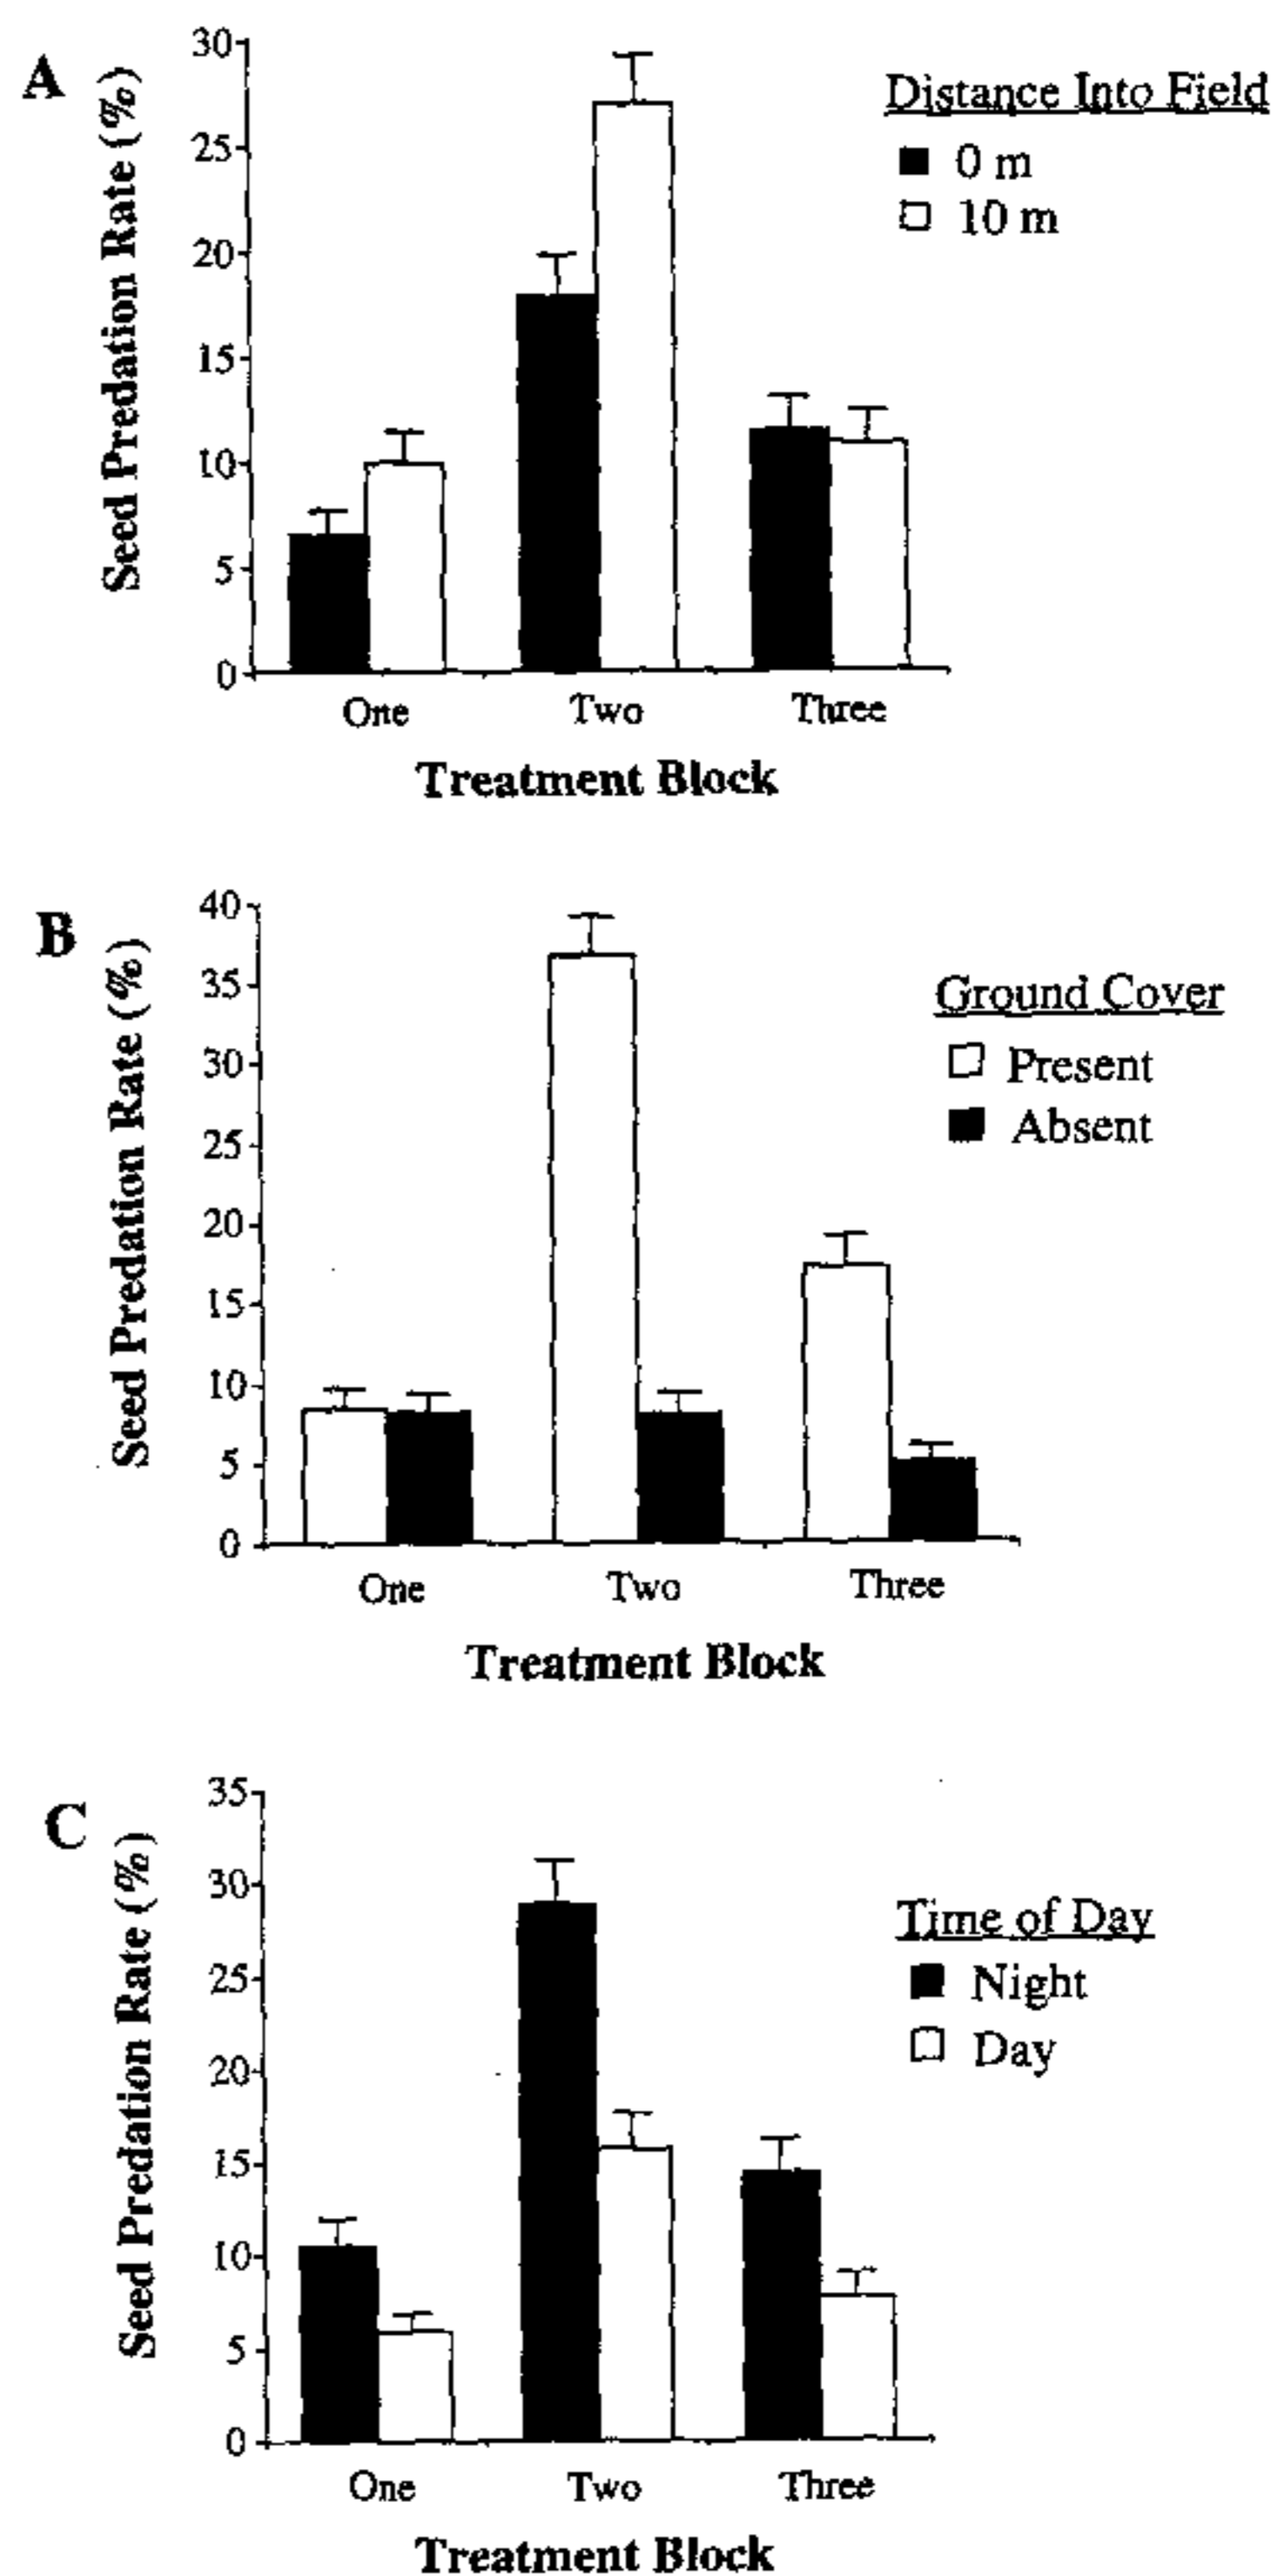 A
Seed Predation Rate (%)
30
25
20
15
10
5
0
One Two Three
Treatment Block
Distance Into Field
0 m
10 m
B
Seed Predation Rate (%)
40
35
30
25
20
15
10
5
0
One Two Three
Treatment Block
Ground Cover
Present
Absent
C
Seed Predation Rate (%)
35
30
25
20
15
10
5
0
One Two Three
Treatment Block
Time of Day
Night
Day